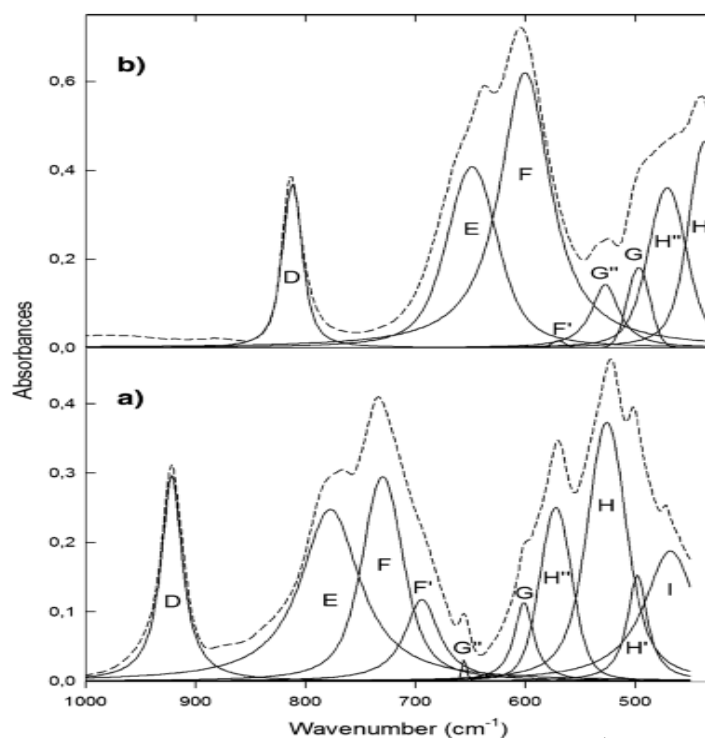 b)
0,6
0,4
0,2
0,0
D
E
F
F'
G"
G
H"
H
Absorbances
a)
0,4
0,3
0,2
0,1
0,0
D
E
F
F'
G"
G
H"
H
H'
I
1000 900 800 700 600 500
Wavenumber (cm⁻¹)